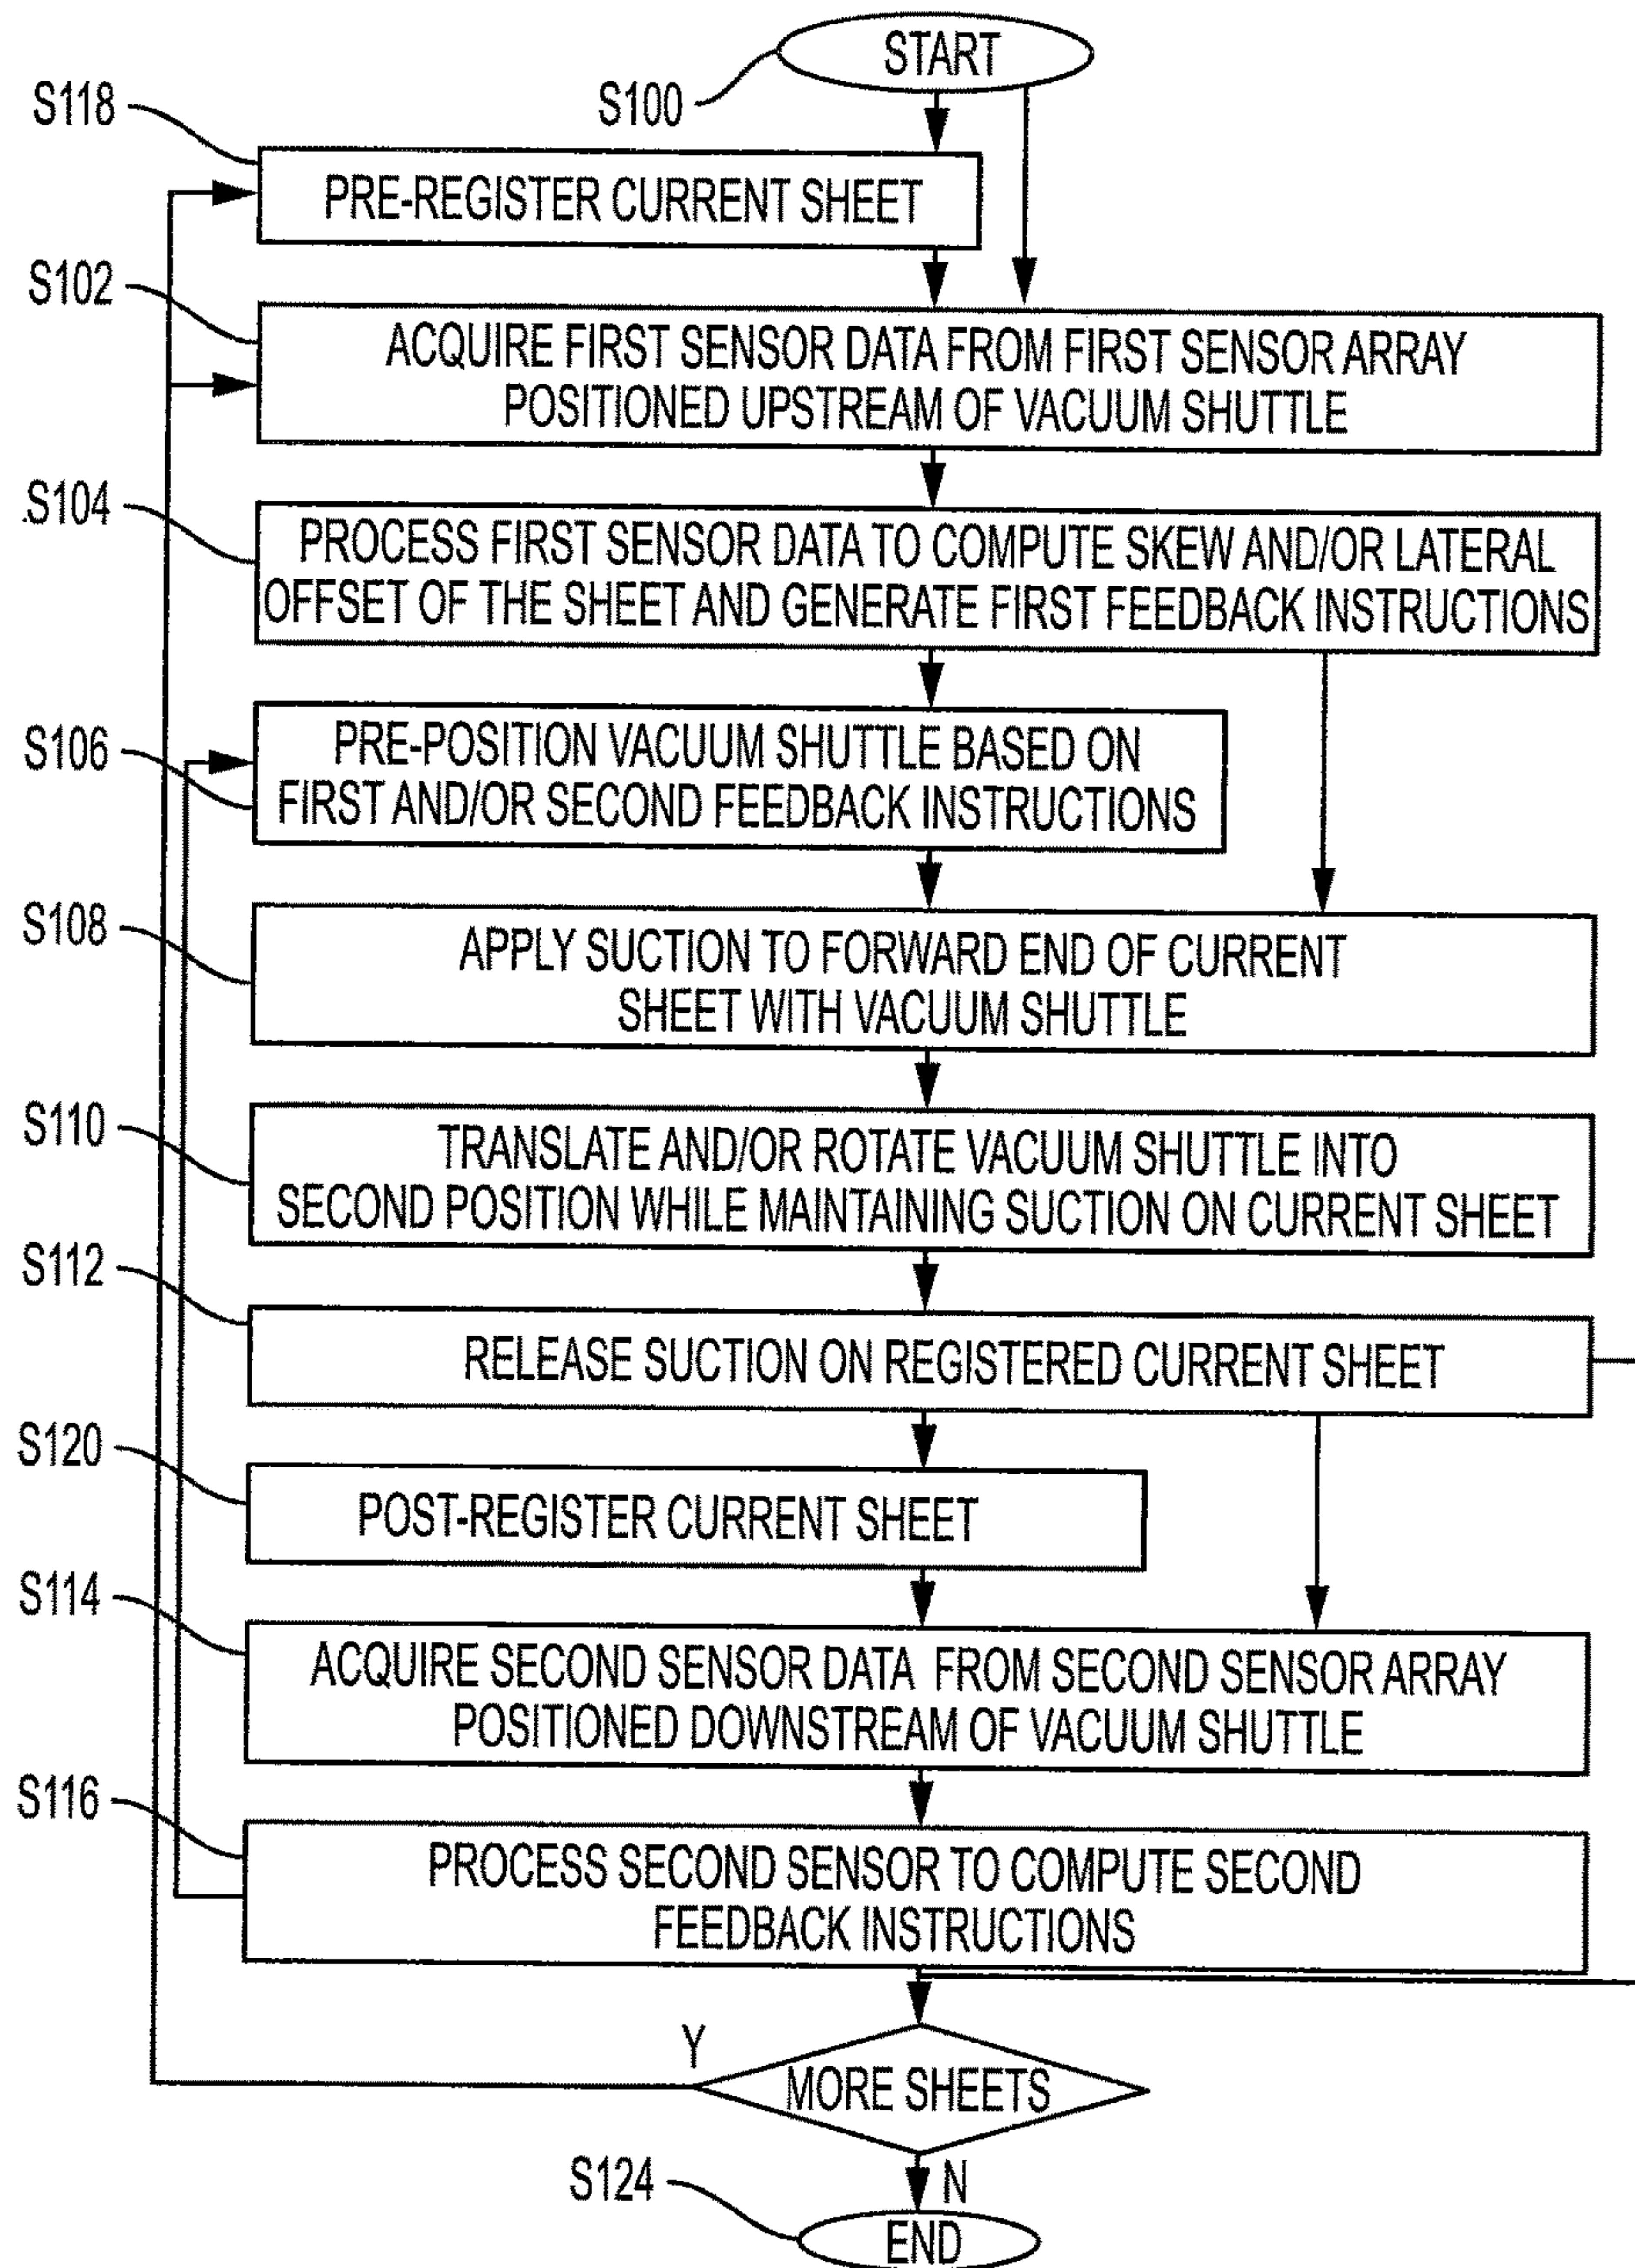 START
S100
S118
PRE-REGISTER CURRENT SHEET
S102
ACQUIRE FIRST SENSOR DATA FROM FIRST SENSOR ARRAY
POSITIONED UPSTREAM OF VACUUM SHUTTLE
S104
PROCESS FIRST SENSOR DATA TO COMPUTE SKEW AND/OR LATERAL
OFFSET OF THE SHEET AND GENERATE FIRST FEEDBACK INSTRUCTIONS
S106
PRE-POSITION VACUUM SHUTTLE BASED ON
FIRST AND/OR SECOND FEEDBACK INSTRUCTIONS
S108
APPLY SUCTION TO FORWARD END OF CURRENT
SHEET WITH VACUUM SHUTTLE
S110
TRANSLATE AND/OR ROTATE VACUUM SHUTTLE INTO
SECOND POSITION WHILE MAINTAINING SUCTION ON CURRENT SHEET
S112
RELEASE SUCTION ON REGISTERED CURRENT SHEET
S120
POST-REGISTER CURRENT SHEET
S114
ACQUIRE SECOND SENSOR DATA FROM SECOND SENSOR ARRAY
POSITIONED DOWNSTREAM OF VACUUM SHUTTLE
S116
PROCESS SECOND SENSOR TO COMPUTE SECOND
FEEDBACK INSTRUCTIONS
Y
MORE SHEETS
N
S124
END